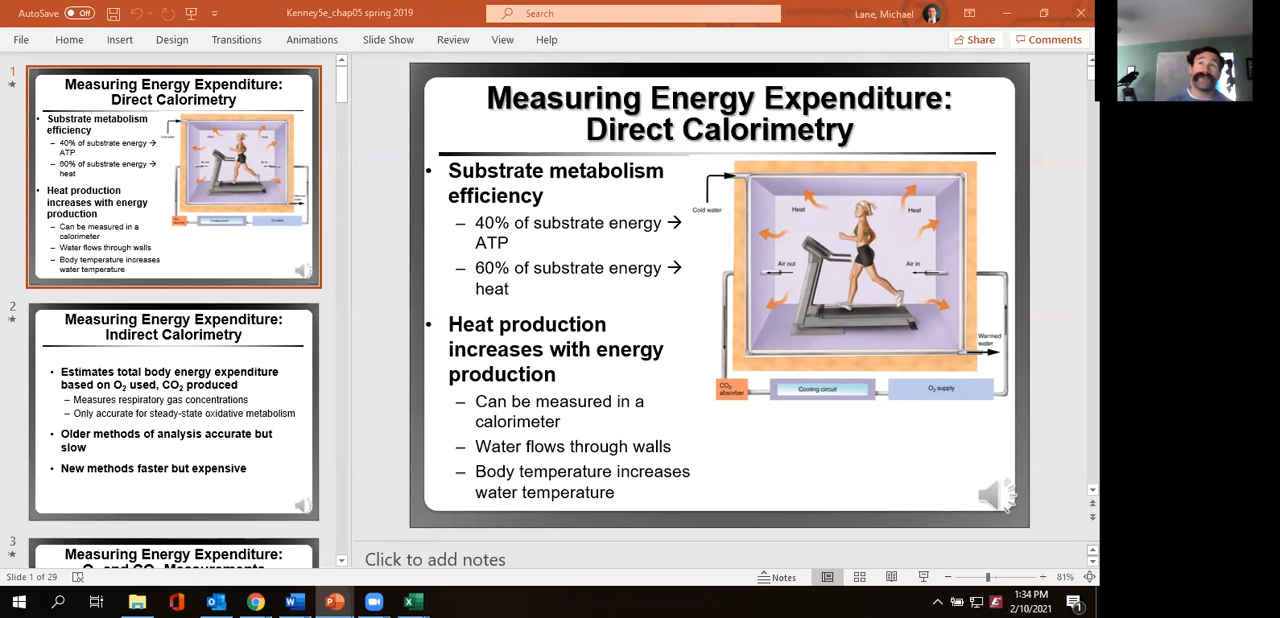 AutoSave Off
Kenney5e_chap05 spring 2019
Search
Lane, Michael
File Home Insert Design Transitions Animations Slide Show Review View Help
Share Comments
1
Measuring Energy Expenditure:
Direct Calorimetry
• Substrate metabolism
efficiency
– 40% of substrate energy →
ATP
– 60% of substrate energy →
heat
• Heat production
increases with energy
production
– Can be measured in a
calorimeter
– Water flows through walls
– Body temperature increases
water temperature
2
Measuring Energy Expenditure:
Indirect Calorimetry
• Estimates total body energy expenditure
based on O2 used, CO2 produced
– Measures respiratory gas concentrations
– Only accurate for steady-state oxidative metabolism
• Older methods of analysis accurate but
slow
• New methods faster but expensive
3
Measuring Energy Expenditure:
Measuring Energy Expenditure:
Direct Calorimetry
• Substrate metabolism
efficiency
– 40% of substrate energy →
ATP
– 60% of substrate energy →
heat
• Heat production
increases with energy
production
– Can be measured in a
calorimeter
– Water flows through walls
– Body temperature increases
water temperature
Cold water
Heat
Heat
Air out
Air in
Warmed
water
CO2
absorber
Cooling circuit
O2 supply
Click to add notes
Slide 1 of 29
Notes
81%
1:34 PM
2/10/2021